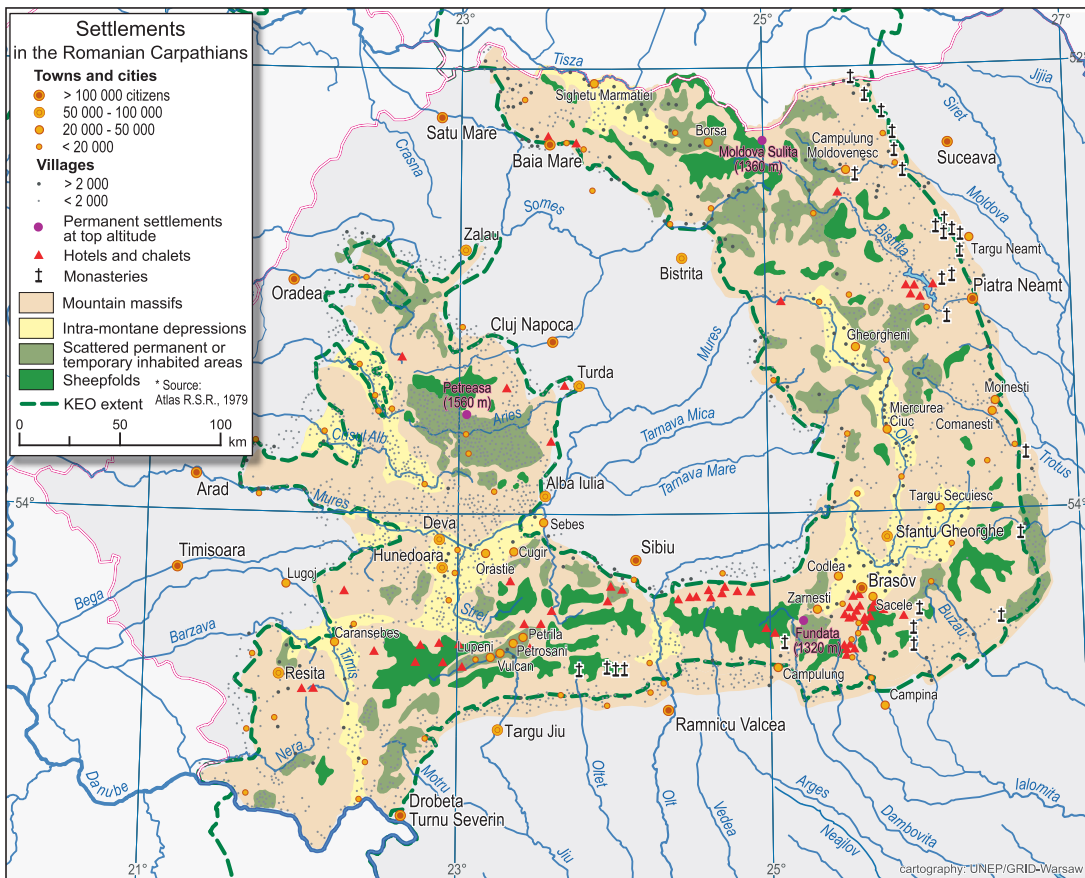 Settlements
in the Romanian Carpathians
Towns and cities
> 100 000 citizens
50 000 - 100 000
20 000 - 50 000
< 20 000
Villages
> 2 000
< 2 000
Permanent settlements
at top altitude
Hotels and chalets
Monasteries
Mountain massifs
Intra-montane depressions
Scattered permanent or
temporary inhabited areas
Sheepfolds
* Source:
Atlas R.S.R., 1979
KEO extent
0 50 100
km
23°
25°
27°
52°
Tisza
Jijia
Siret
Sighetu Marmatiei
Satu Mare
Crasna
Baia Mare
Borsa
Moldova Sulita
(1360 m)
Campulung
Moldovenesc
Suceava
Moldova
Somes
Zalau
Bistrita
Bistrita
Targu Neamt
Oradea
Piatra Neamt
Cluj Napoca
Mures
Gheorgheni
Petreasa
(1560 m)
Turda
Aries
Tarnava Mica
Moinesti
Miercurea
Ciuc
Comanesti
Olt
Crisul Alb
Tarnava Mare
Trotus
Arad
Mures
Alba Iulia
Targu Secuiesc
54°
54°
Deva
Sebes
Sfantu Gheorghe
Timisoara
Hunedoara
Cugir
Orastie
Sibiu
Lugoj
Codlea
Brasov
Bega
Strei
Zarnesti
Sacele
Barzava
Caransebes
Petrila
Lupeni
Petrosani
Vulcan
Fundata
(1320 m)
Buzau
Timis
Resita
Campulung
Campina
Targu Jiu
Ramnicu Valcea
Nera
Danube
Motru
Drobeta
Turnu Severin
Oltet
Olt
Vedea
Arges
Neajlov
Dambovita
Ialomita
Jiu
21°
23°
25°
cartography: UNEP/GRID-Warsaw